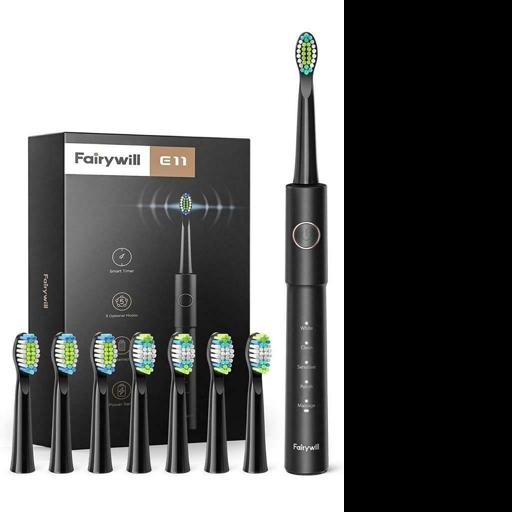 Fairywill E11
Smart Timer
5 Optional Modes
Fairywill
White
Clean
Sensitive
Polish
Massage
Fairywill